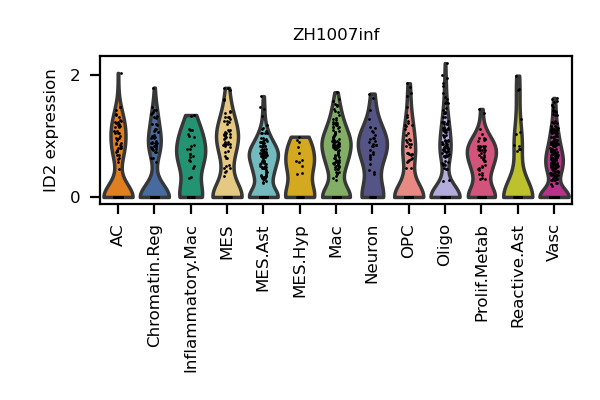 ZH1007inf
ID2 expression
2
0
AC
Chromatin.Reg
Inflammatory.Mac
MES
MES.Ast
MES.Hyp
Mac
Neuron
OPC
Oligo
Prolif.Metab
Reactive.Ast
Vasc